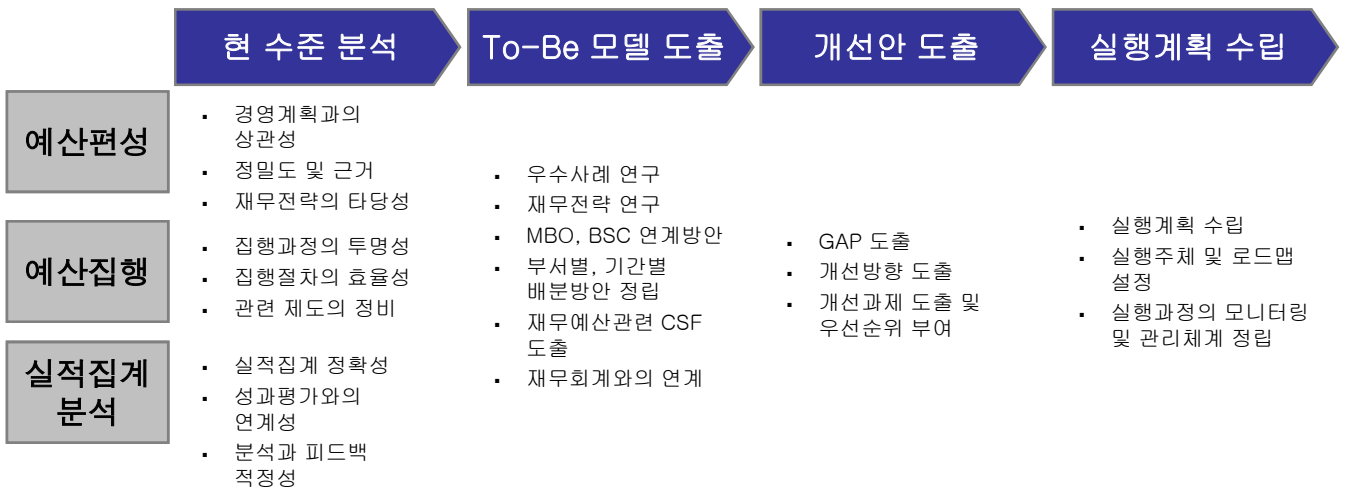 현 수준 분석
To-Be 모델 도출
개선안 도출
실행계획 수립
예산편성
▪ 경영계획과의
상관성
▪ 정밀도 및 근거
▪ 재무전략의 타당성
예산집행
▪ 집행과정의 투명성
▪ 집행절차의 효율성
▪ 관련 제도의 정비
실적집계
분석
▪ 실적집계 정확성
▪ 성과평가와의
연계성
▪ 분석과 피드백
적정성
▪ 우수사례 연구
▪ 재무전략 연구
▪ MBO, BSC 연계방안
▪ 부서별, 기간별
배분방안 정립
▪ 재무예산관련 CSF
도출
▪ 재무회계와의 연계
▪ GAP 도출
▪ 개선방향 도출
▪ 개선과제 도출 및
우선순위 부여
▪ 실행계획 수립
▪ 실행주체 및 로드맵
설정
▪ 실행과정의 모니터링
및 관리체계 정립